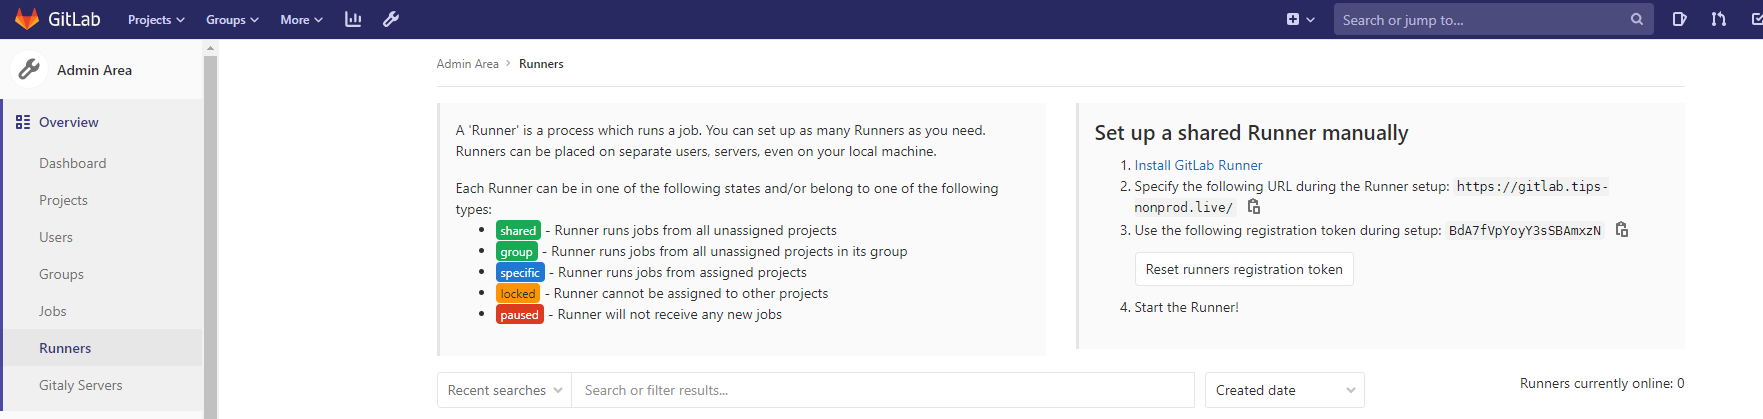 GitLab
Projects
Groups
More
Search or jump to...
Admin Area
Overview
Dashboard
Projects
Users
Groups
Jobs
Runners
Gitaly Servers
Admin Area > Runners
A 'Runner' is a process which runs a job. You can set up as many Runners as you need.
Runners can be placed on separate users, servers, even on your local machine.
Each Runner can be in one of the following states and/or belong to one of the following
types:
• shared - Runner runs jobs from all unassigned projects
• group - Runner runs jobs from all unassigned projects in its group
• specific - Runner runs jobs from assigned projects
• locked - Runner cannot be assigned to other projects
• paused - Runner will not receive any new jobs
Set up a shared Runner manually
1. Install GitLab Runner
2. Specify the following URL during the Runner setup: https://gitlab.tips-
nonprod.live/
3. Use the following registration token during setup: BdA7fVpYoyY3sSBAmxzN
Reset runners registration token
4. Start the Runner!
Recent searches
Search or filter results...
Created date
Runners currently online: 0